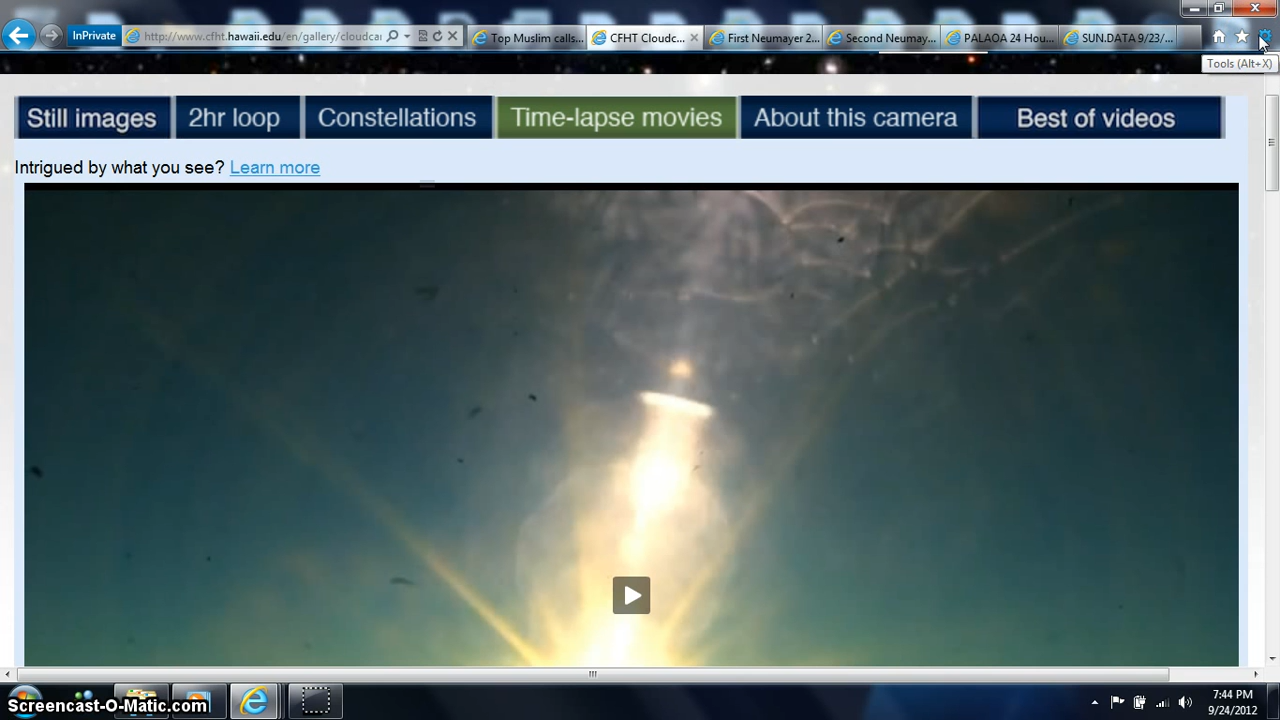 InPrivate http://www.cfht.hawaii.edu/en/gallery/cloudcar Top Muslim calls... CFHT Cloudc... First Neumayer 2... Second Neumay... PALAOA 24 Hou... SUN.DATA 9/23/...
Tools (Alt+X)
Still images 2hr loop Constellations Time-lapse movies About this camera Best of videos
Intrigued by what you see? Learn more
7:44 PM
Screencast-O-Matic.com
9/24/2012